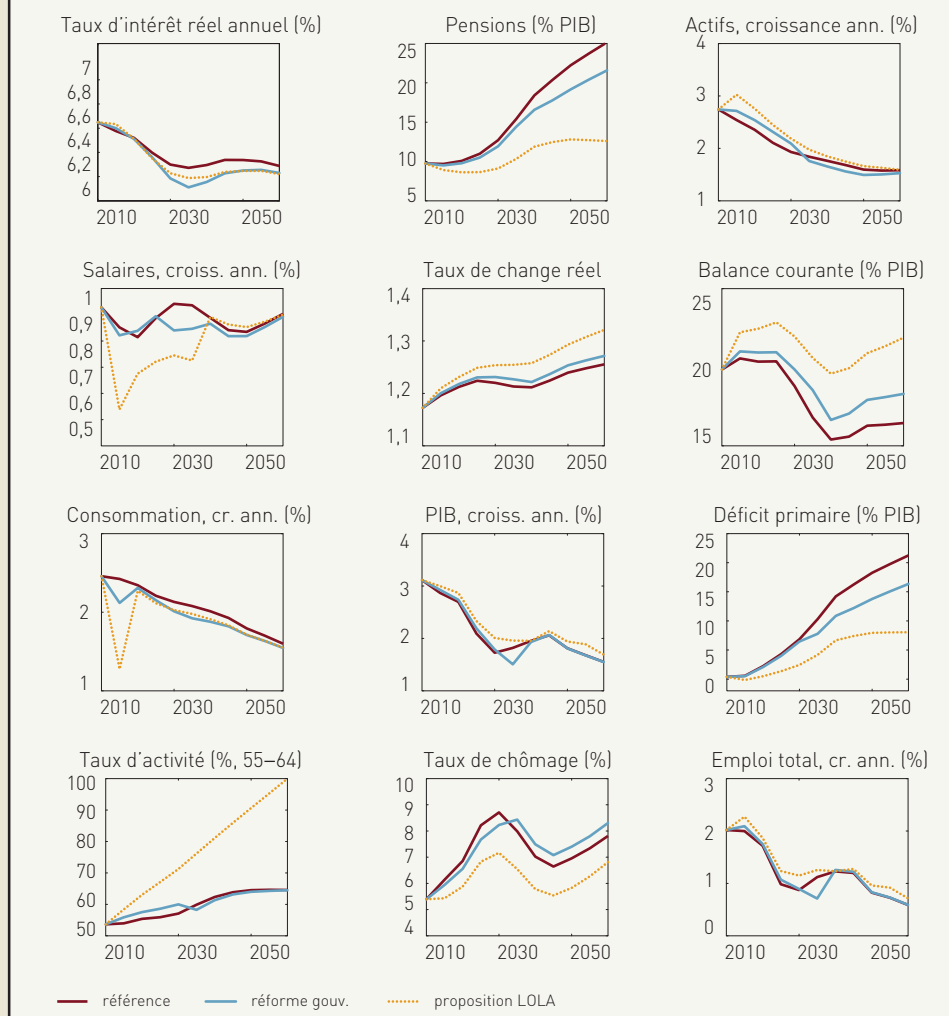 Taux d'intérêt réel annuel (%)
7
6,8
6,6
6,4
6,2
6
2010 2030 2050
Pensions (% PIB)
25
20
15
10
5
2010 2030 2050
Actifs, croissance ann. (%)
4
3
2
1
2010 2030 2050
Salaires, croiss. ann. (%)
1
0,9
0,8
0,7
0,6
0,5
2010 2030 2050
Taux de change réel
1,4
1,3
1,2
1,1
2010 2030 2050
Balance courante (% PIB)
25
20
15
2010 2030 2050
Consommation, cr. ann. (%)
3
2
1
2010 2030 2050
PIB, croiss. ann. (%)
4
3
2
1
2010 2030 2050
Déficit primaire (% PIB)
25
20
15
10
5
0
2010 2030 2050
Taux d'activité (%, 55–64)
100
90
80
70
60
50
2010 2030 2050
Taux de chômage (%)
10
9
8
7
6
5
4
2010 2030 2050
Emploi total, cr. ann. (%)
3
2
1
0
2010 2030 2050
référence réforme gouv. proposition LOLA